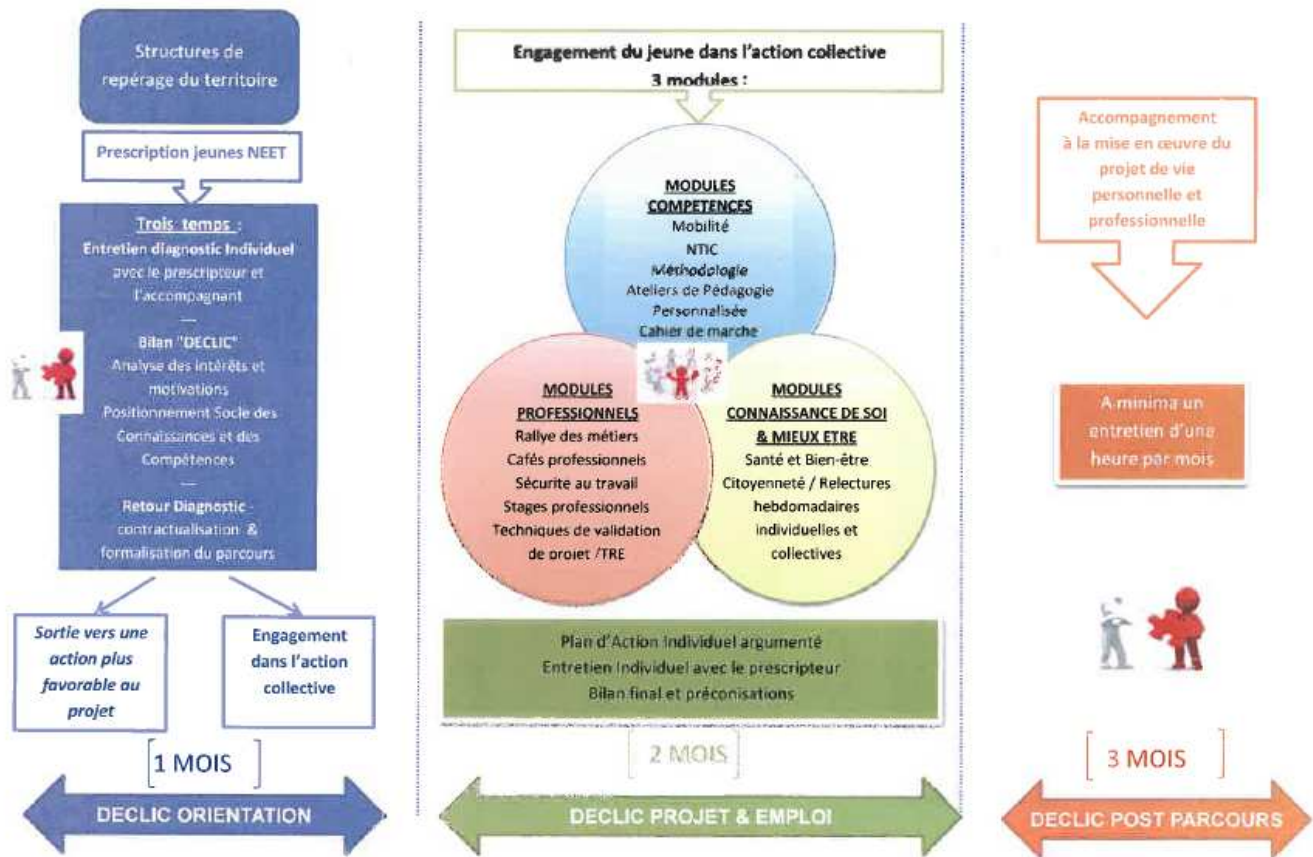 Structures de
repérage du territoire
Prescription jeunes NEET
Trois temps :
Entretien diagnostic Individuel
avec le prescripteur et
l'accompagnant
—
Bilan "DECLIC"
Analyse des intérêts et
motivations
Positionnement Socle des
Connaissances et des
Compétences
—
Retour Diagnostic -
contractualisation &
formalisation du parcours
Sortie vers une
action plus
favorable au
projet
Engagement
dans l'action
collective
[1 MOIS ]
DECLIC ORIENTATION
Engagement du jeune dans l'action collective
3 modules :
MODULES
COMPETENCES
Mobilité
NTIC
Méthodologie
Ateliers de Pédagogie
Personnalisée
Cahier de marche
MODULES
PROFESSIONNELS
Rallye des métiers
Cafés professionnels
Sécurite au travail
Stages professionnels
Techniques de validation
de projet /TRE
MODULES
CONNAISSANCE DE SOI
& MIEUX ETRE
Santé et Bien-être
Citoyenneté / Relectures
hebdomadaires
individuelles et
collectives
Plan d'Action Individuel argumenté
Entretien Individuel avec le prescripteur
Bilan final et préconisations
[ 2 MOIS ]
DECLIC PROJET & EMPLOI
Accompagnement
à la mise en œuvre du
projet de vie
personnelle et
professionnelle
A minima un
entretien d'une
heure par mois
[ 3 MOIS ]
DECLIC POST PARCOURS